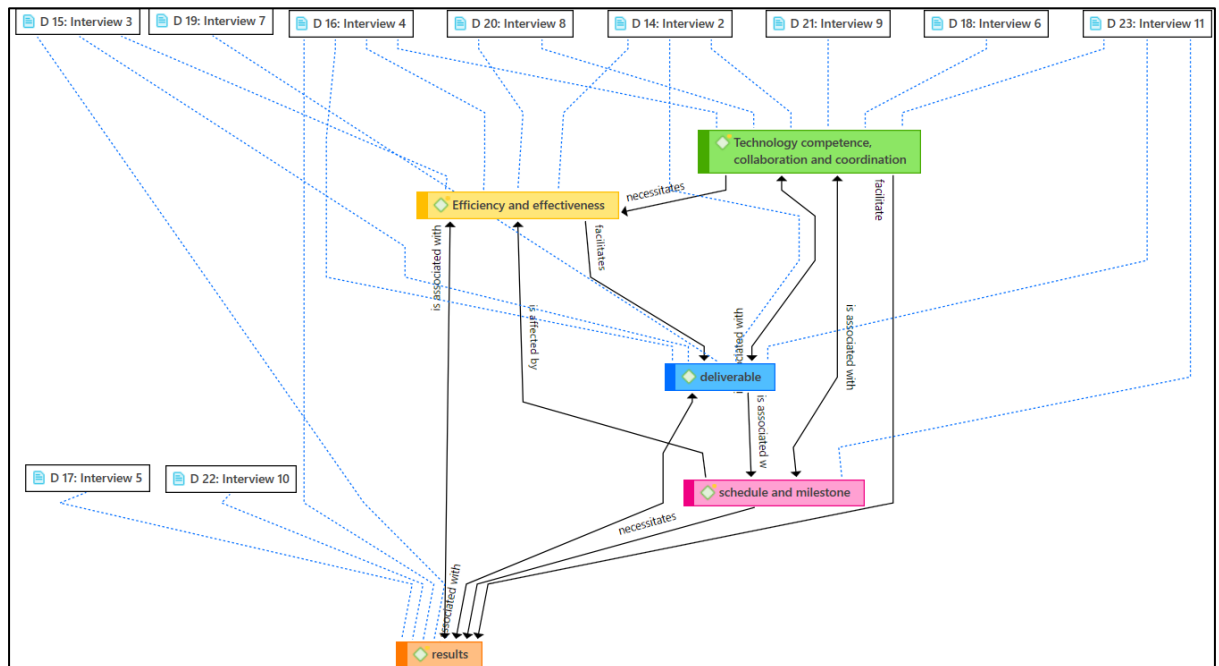 D 15: Interview 3
D 19: Interview 7
D 16: Interview 4
D 20: Interview 8
D 14: Interview 2
D 21: Interview 9
D 18: Interview 6
D 23: Interview 11
Technology competence,
collaboration and coordination
necessitates
facilitate
Efficiency and effectiveness
is associated with
facilitates
is affected by
is associated with
ociated with
deliverable
is associated w
D 17: Interview 5
D 22: Interview 10
schedule and milestone
necessitates
sociated with
results